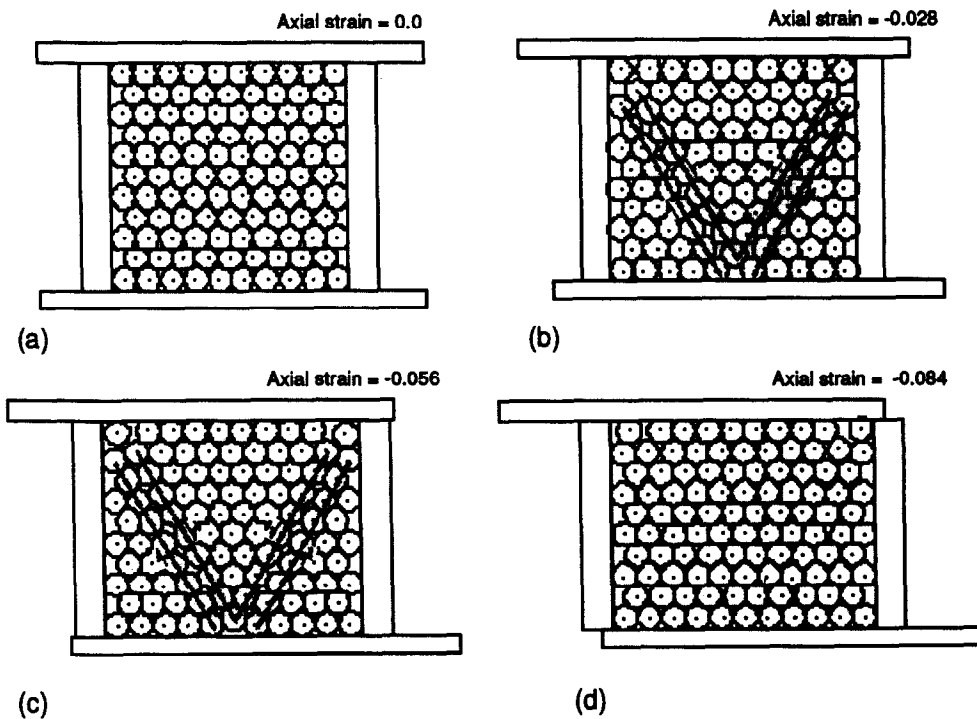 Axial strain = 0.0
Axial strain = -0.028
(a)
(b)
Axial strain = -0.056
Axial strain = -0.084
(c)
(d)